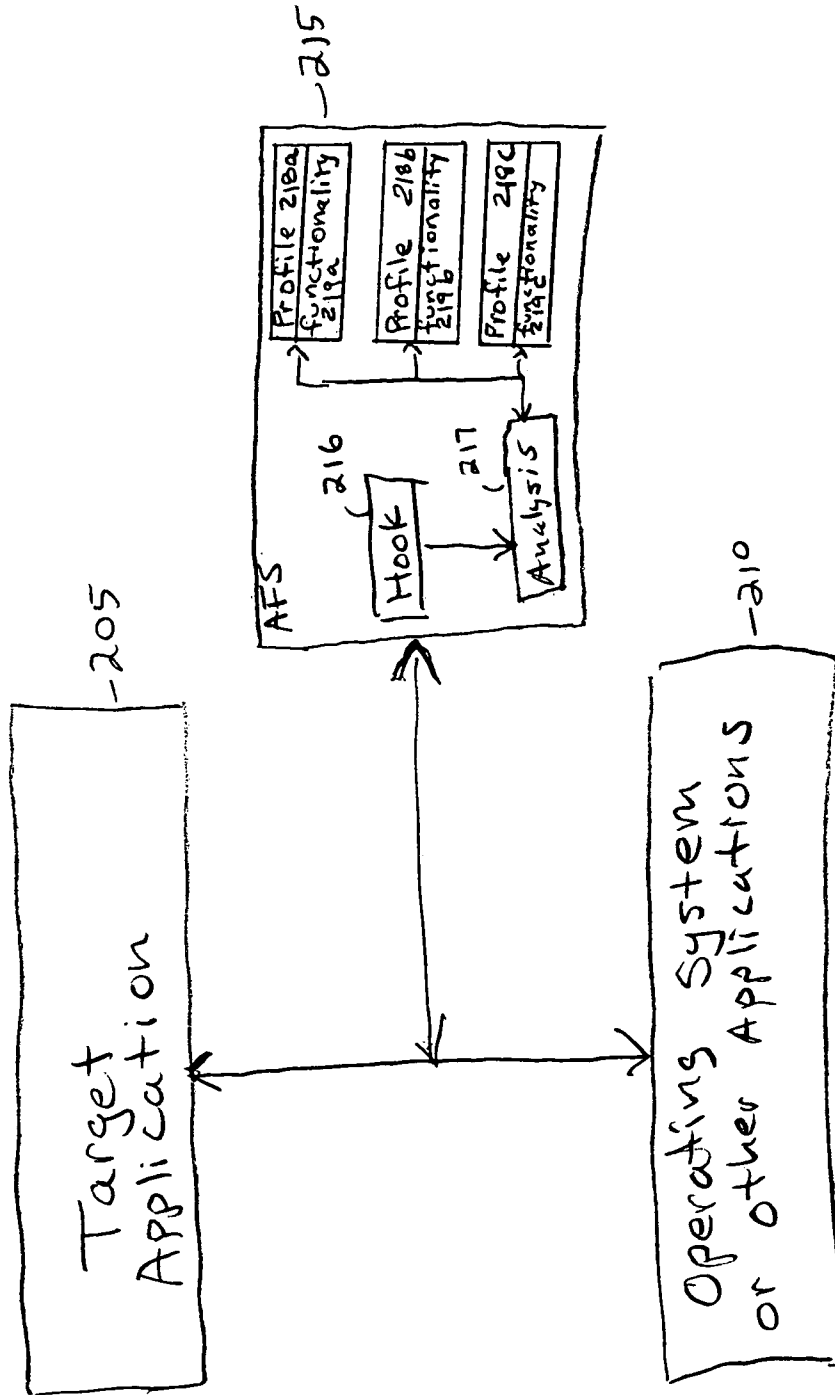 Target
Application
-205
AFS
Hook
216
Analysis
217
Profile 218a
functionality
219a
Profile 218b
functionality
219b
Profile 218c
functionality
219c
-215
Operating System
or other Applications
-210